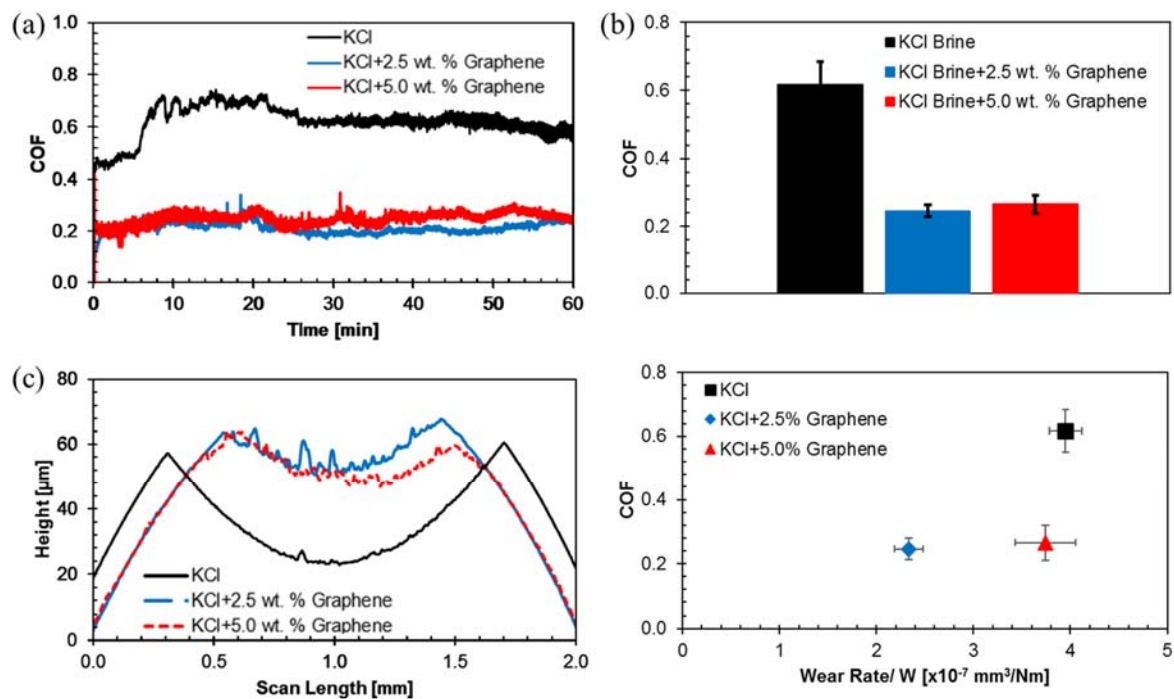 (a)
1.0
0.8
0.6
0.4
0.2
0.0
COF
KCl
KCl+2.5 wt. % Graphene
KCl+5.0 wt. % Graphene
0
10
20
30
40
50
60
Time [min]
(b)
0.8
0.6
0.4
0.2
0.0
COF
KCl Brine
KCl Brine+2.5 wt. % Graphene
KCl Brine+5.0 wt. % Graphene
(c)
80
60
40
20
0
Height [µm]
KCl
KCl+2.5 wt. % Graphene
KCl+5.0 wt. % Graphene
0.0
0.5
1.0
1.5
2.0
Scan Length [mm]
0.8
0.6
0.4
0.2
0.0
COF
KCl
KCl+2.5% Graphene
KCl+5.0% Graphene
0
1
2
3
4
5
Wear Rate/ W [x10⁻⁷ mm³/Nm]